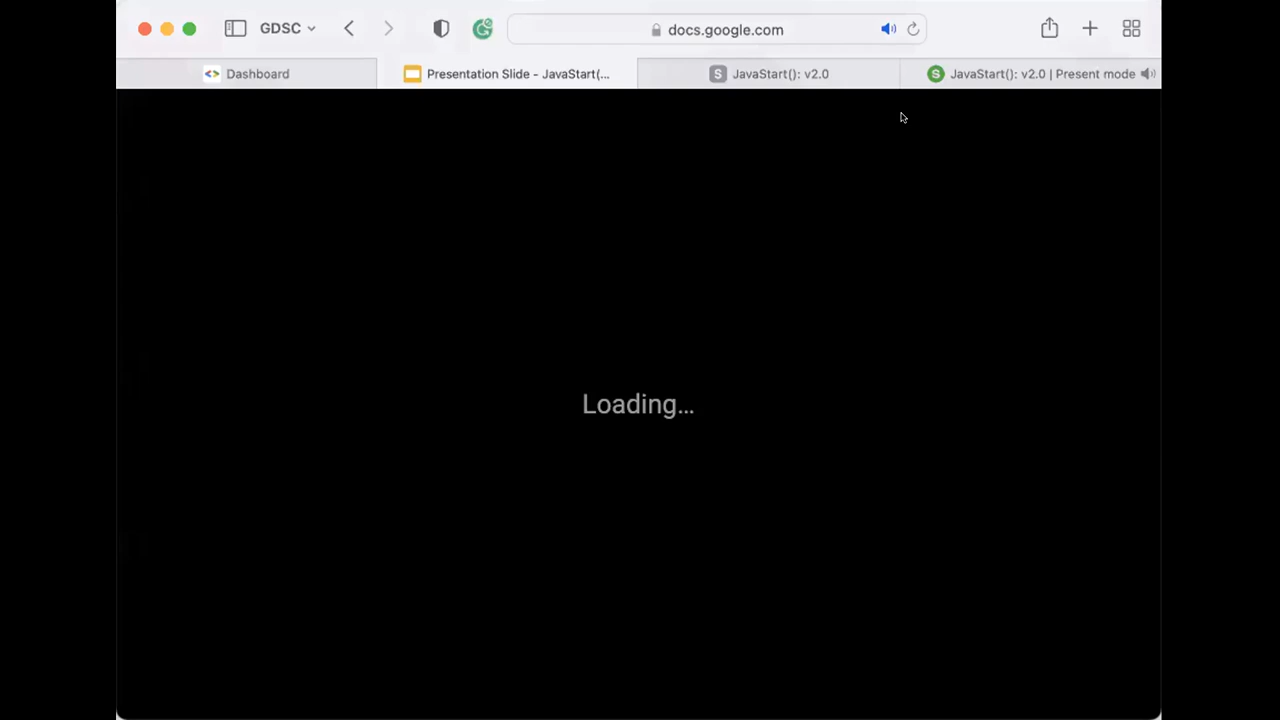 GDSC
docs.google.com
Dashboard
Presentation Slide - JavaStart(...
S JavaStart(): v2.0
S JavaStart(): v2.0 | Present mode
Loading...